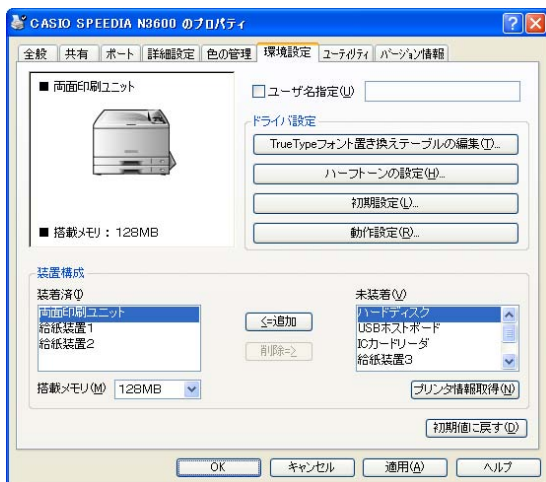 CASIO SPEEDIA N3600 のプロパティ
全般 共有 ポート 詳細設定 色の管理 環境設定 ユーティリティ バージョン情報
■ 両面印刷ユニット
■ 搭載メモリ : 128MB
ユーザ名指定(U)
ドライバ設定
TrueTypeフォント置き換えテーブルの編集(T)...
ハーフトーンの設定(H)...
初期設定(L)...
動作設定(R)...
装置構成
装着済(I)
両面印刷ユニット
給紙装置1
給紙装置2
<=追加
削除=>
未装着(V)
ハードディスク
USBホストボード
ICカードリーダ
給紙装置3
搭載メモリ(M) 128MB
プリンタ情報取得(N)
初期値に戻す(D)
OK キャンセル 適用(A) ヘルプ